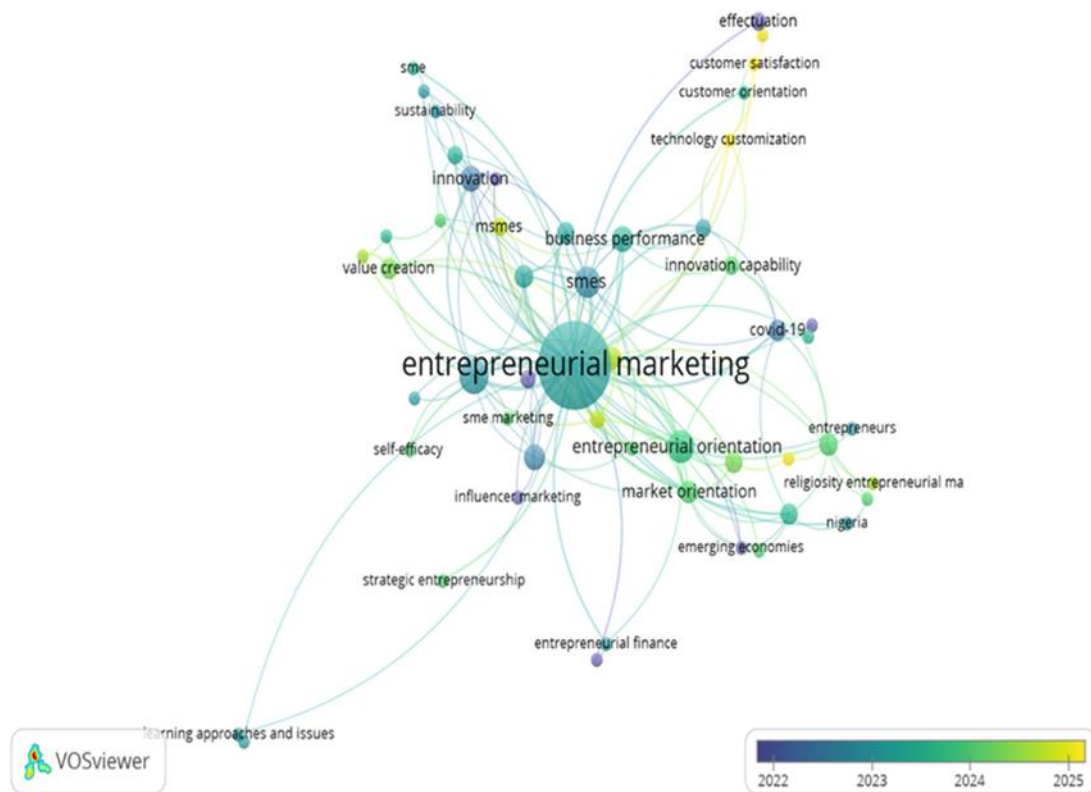 effectuation
sme
customer satisfaction
customer orientation
sustainability
technology customization
innovation
msmes
business performance
value creation
innovation capability
smes
covid-19
entrepreneurial marketing
sme marketing
entrepreneurs
self-efficacy
entrepreneurial orientation
religiosity entrepreneurial ma
market orientation
influencer marketing
nigeria
emerging economies
strategic entrepreneurship
entrepreneurial finance
learning approaches and issues
VOSviewer
2022 2023 2024 2025